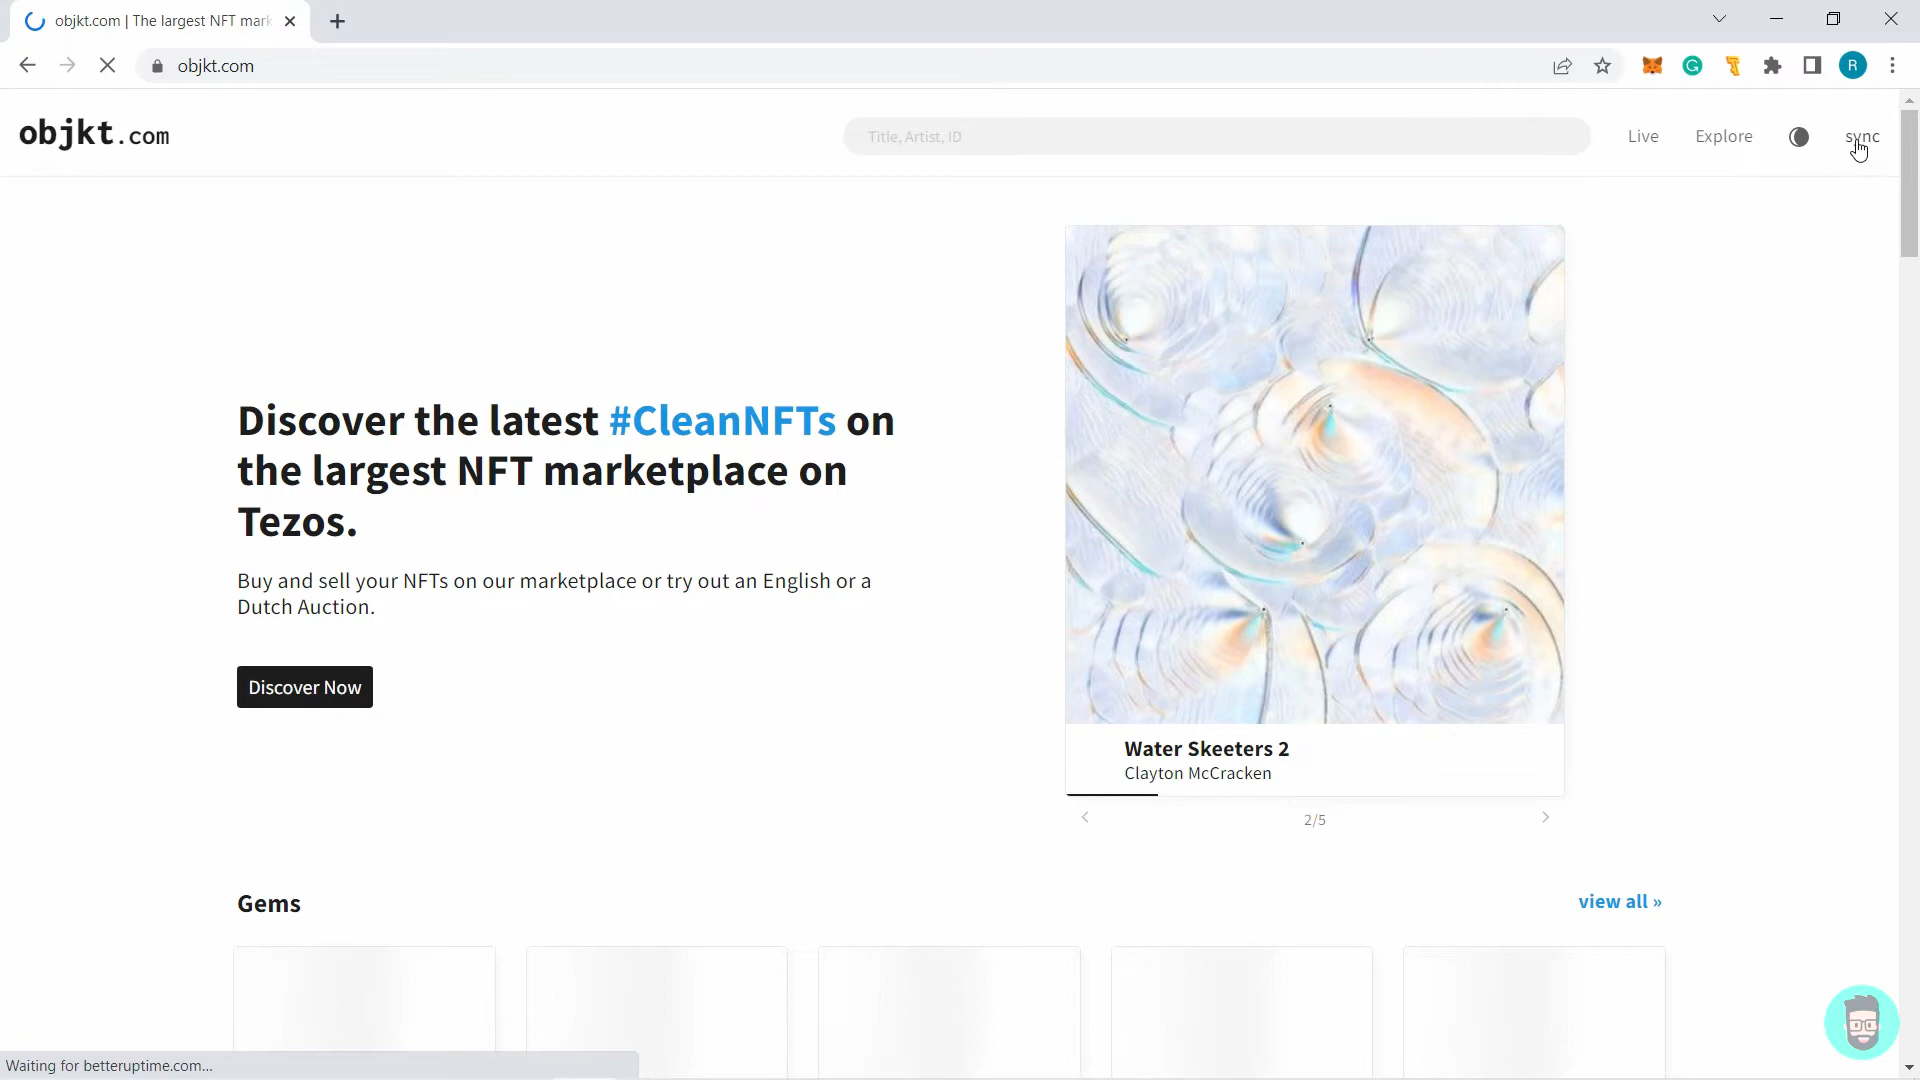 objkt.com | The largest NFT mark
objkt.com
G
R
objkt.com
Title, Artist, ID
Live
Explore
sync
Discover the latest #CleanNFTs on
the largest NFT marketplace on
Tezos.
Buy and sell your NFTs on our marketplace or try out an English or a
Dutch Auction.
Discover Now
Water Skeeters 2
Clayton McCracken
2/5
Gems
view all »
Waiting for betteruptime.com...